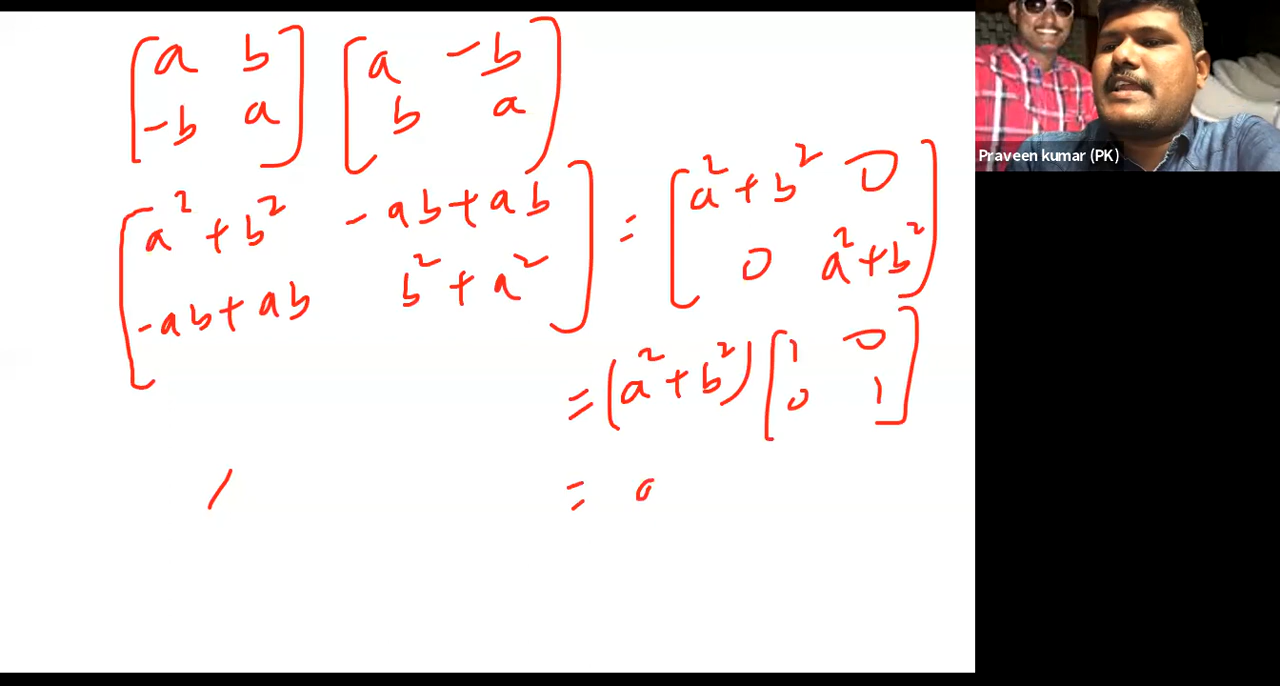 [a b -b a] [a -b b a]
[a² + b² -ab + ab -ab + ab b² + a²] = [a² + b² 0 0 a² + b²]
= (a² + b²) [1 0 0 1]
/ = a
Praveen kumar (PK)